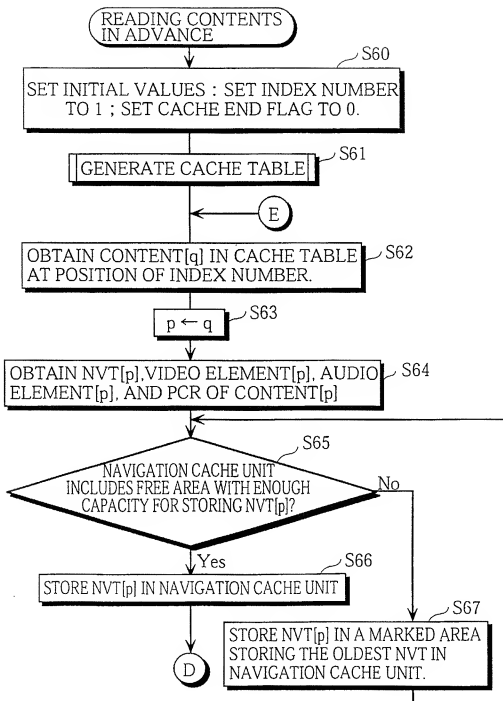 READING CONTENTS
IN ADVANCE
S60
SET INITIAL VALUES : SET INDEX NUMBER
TO 1 ; SET CACHE END FLAG TO 0.
S61
GENERATE CACHE TABLE
E
S62
OBTAIN CONTENT[q] IN CACHE TABLE
AT POSITION OF INDEX NUMBER.
S63
p ← q
S64
OBTAIN NVT[p],VIDEO ELEMENT[p], AUDIO
ELEMENT[p], AND PCR OF CONTENT[p]
S65
NAVIGATION CACHE UNIT
INCLUDES FREE AREA WITH ENOUGH
CAPACITY FOR STORING NVT[p]?
No
Yes
S66
STORE NVT[p] IN NAVIGATION CACHE UNIT
S67
STORE NVT[p] IN A MARKED AREA
STORING THE OLDEST NVT IN
NAVIGATION CACHE UNIT.
D